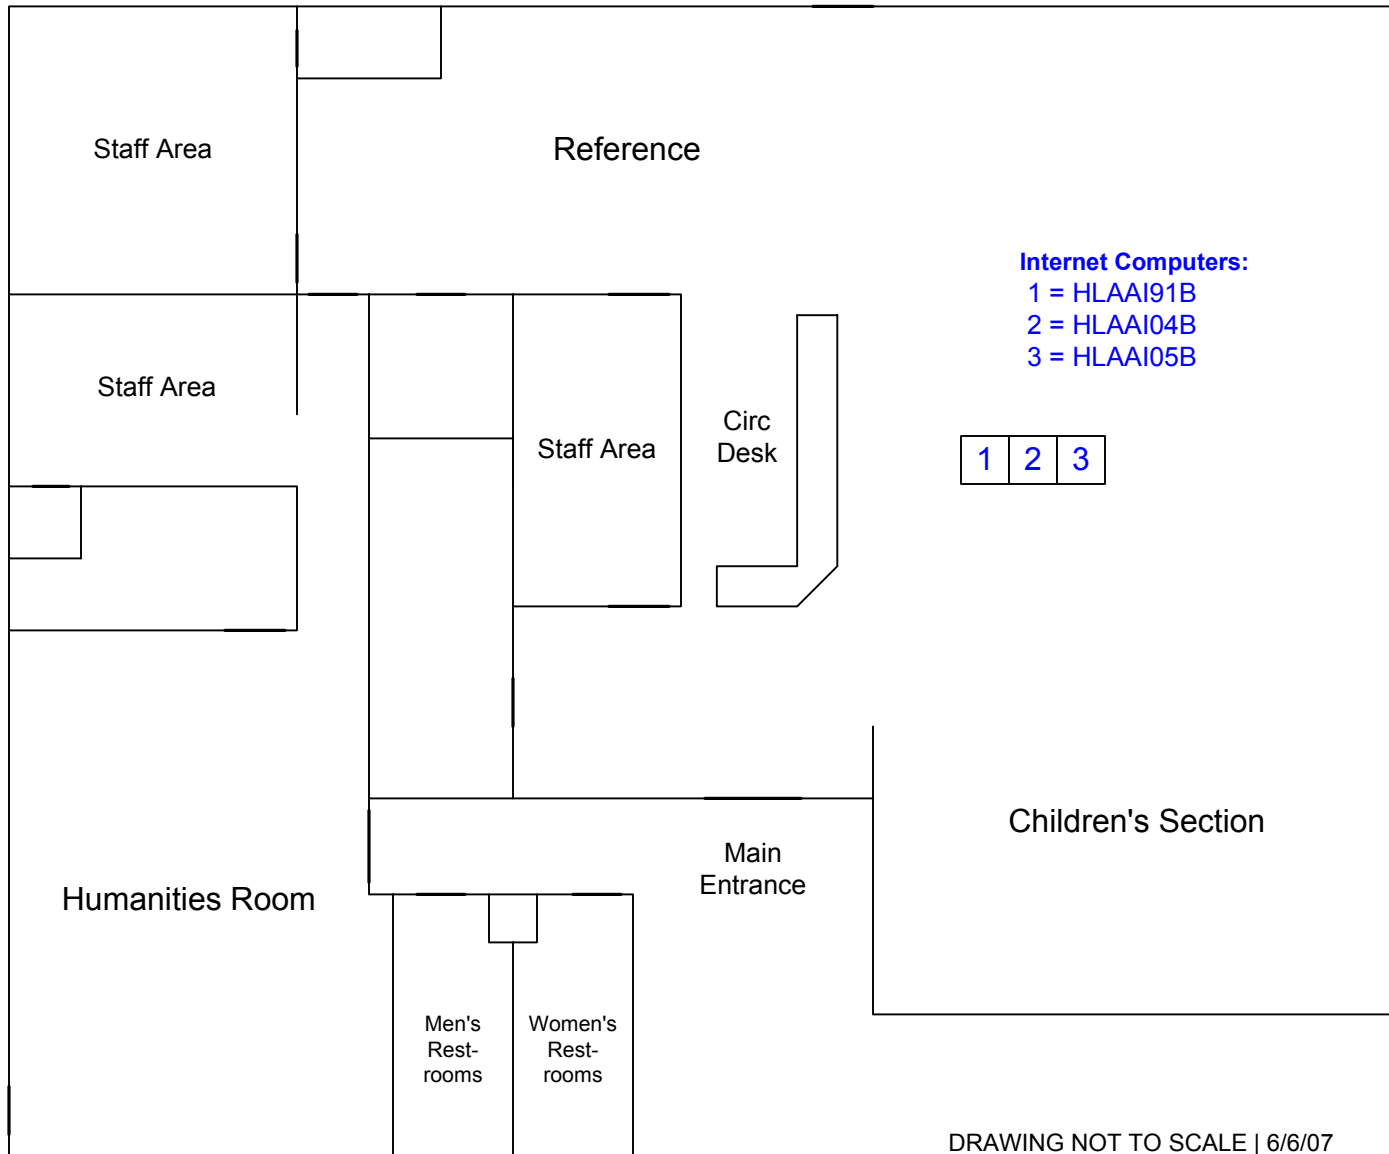 Staff Area
Reference
Internet Computers:
1 = HLAAI91B
2 = HLAAI04B
3 = HLAAI05B
Staff Area
Circ
Desk
Staff Area
1 2 3
Children's Section
Main
Entrance
Humanities Room
Men's
Rest-
rooms
Women's
Rest-
rooms
DRAWING NOT TO SCALE | 6/6/07